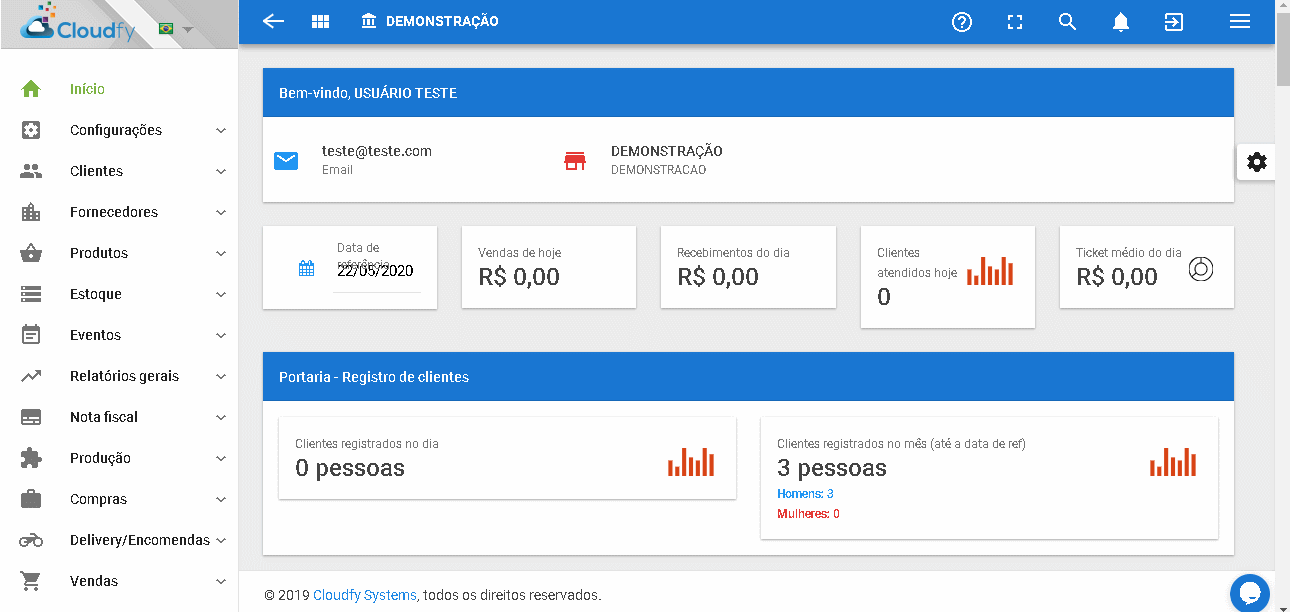 Cloudfy
DEMONSTRAÇÃO
Início
Configurações
Clientes
Fornecedores
Produtos
Estoque
Eventos
Relatórios gerais
Nota fiscal
Produção
Compras
Delivery/Encomendas
Vendas
Bem-vindo, USUÁRIO TESTE
teste@teste.com
Email
DEMONSTRAÇÃO
DEMONSTRACAO
Data de
referência
22/05/2020
Vendas de hoje
R$ 0,00
Recebimentos do dia
R$ 0,00
Clientes
atendidos hoje
0
Ticket médio do dia
R$ 0,00
Portaria - Registro de clientes
Clientes registrados no dia
0 pessoas
Clientes registrados no mês (até a data de ref)
3 pessoas
Homens: 3
Mulheres: 0
© 2019 Cloudfy Systems, todos os direitos reservados.